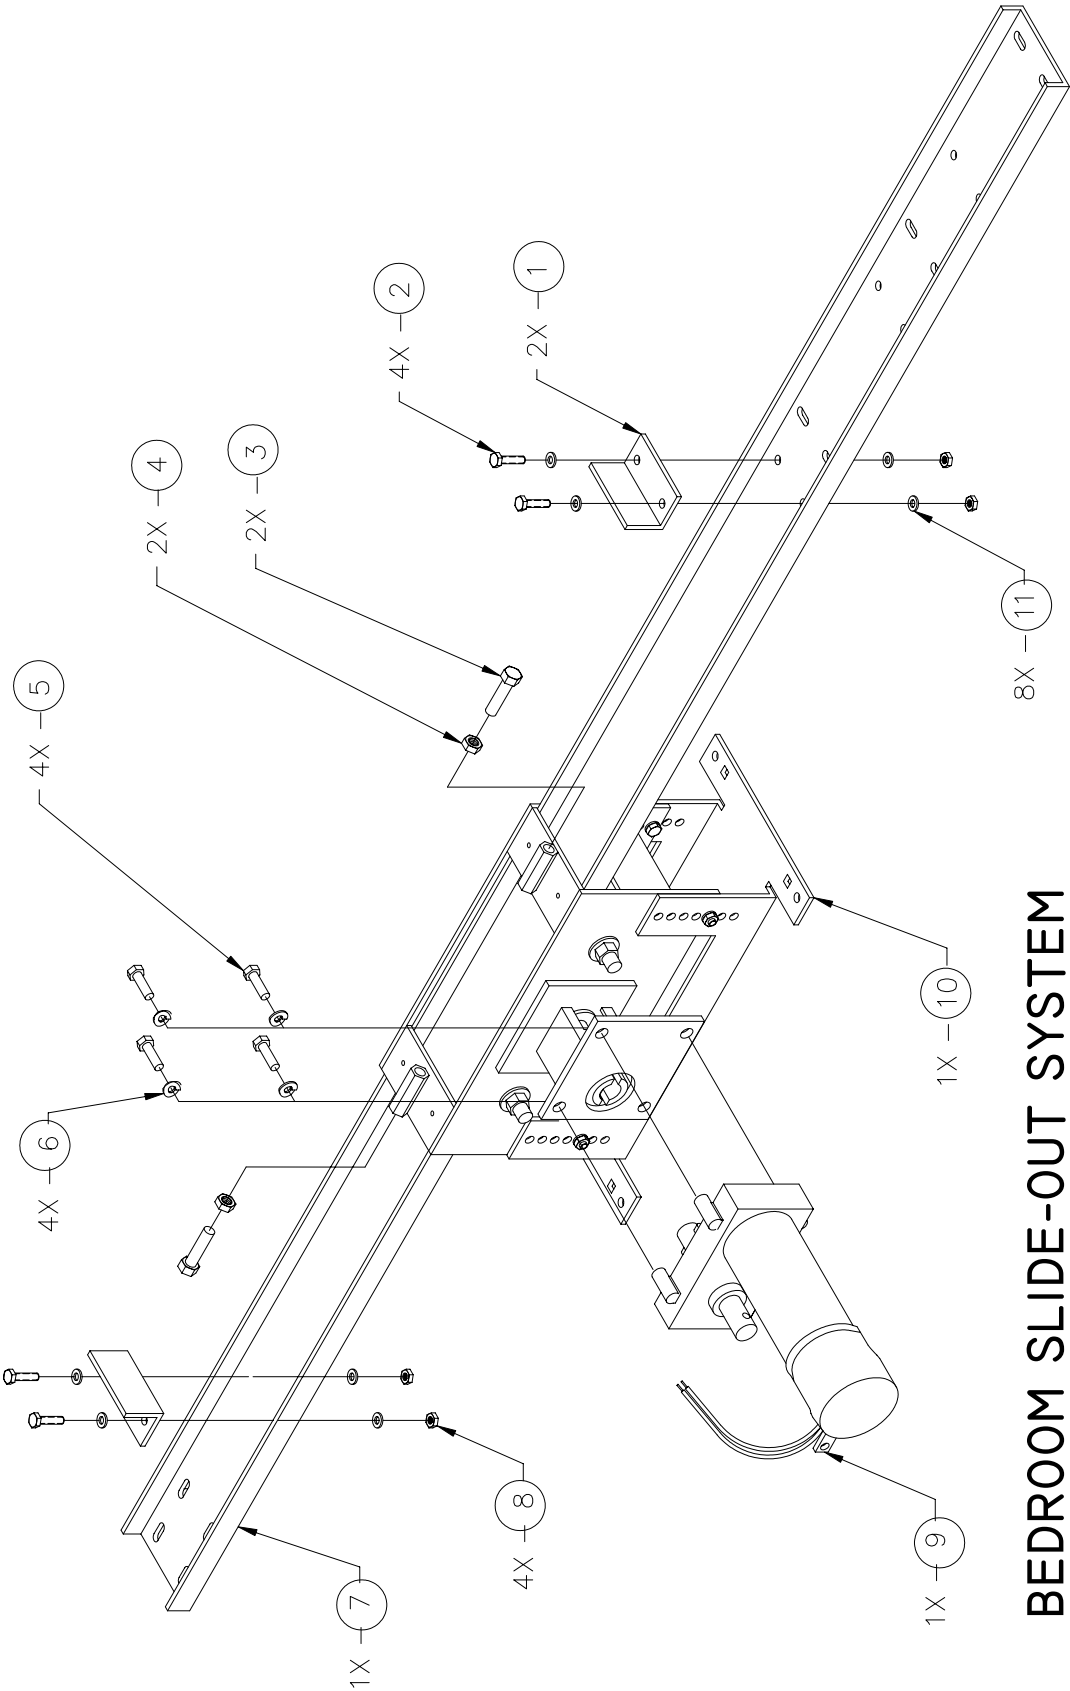 4X 6
4X 5
2X 4
2X 3
4X 2
2X 1
1X 7
4X 8
1X 9
1X 10
8X 11
BEDROOM SLIDE-OUT SYSTEM